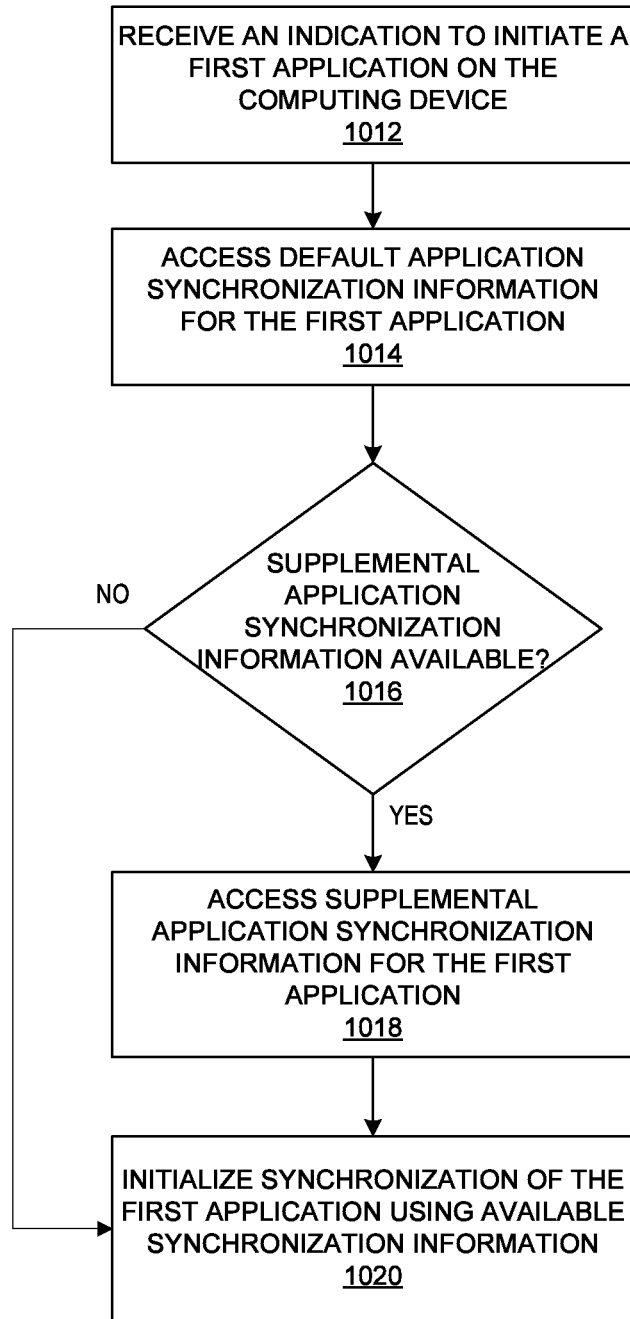 RECEIVE AN INDICATION TO INITIATE A
FIRST APPLICATION ON THE
COMPUTING DEVICE
1012
ACCESS DEFAULT APPLICATION
SYNCHRONIZATION INFORMATION
FOR THE FIRST APPLICATION
1014
SUPPLEMENTAL
APPLICATION
SYNCHRONIZATION
INFORMATION AVAILABLE?
1016
NO
YES
ACCESS SUPPLEMENTAL
APPLICATION SYNCHRONIZATION
INFORMATION FOR THE FIRST
APPLICATION
1018
INITIALIZE SYNCHRONIZATION OF THE
FIRST APPLICATION USING AVAILABLE
SYNCHRONIZATION INFORMATION
1020